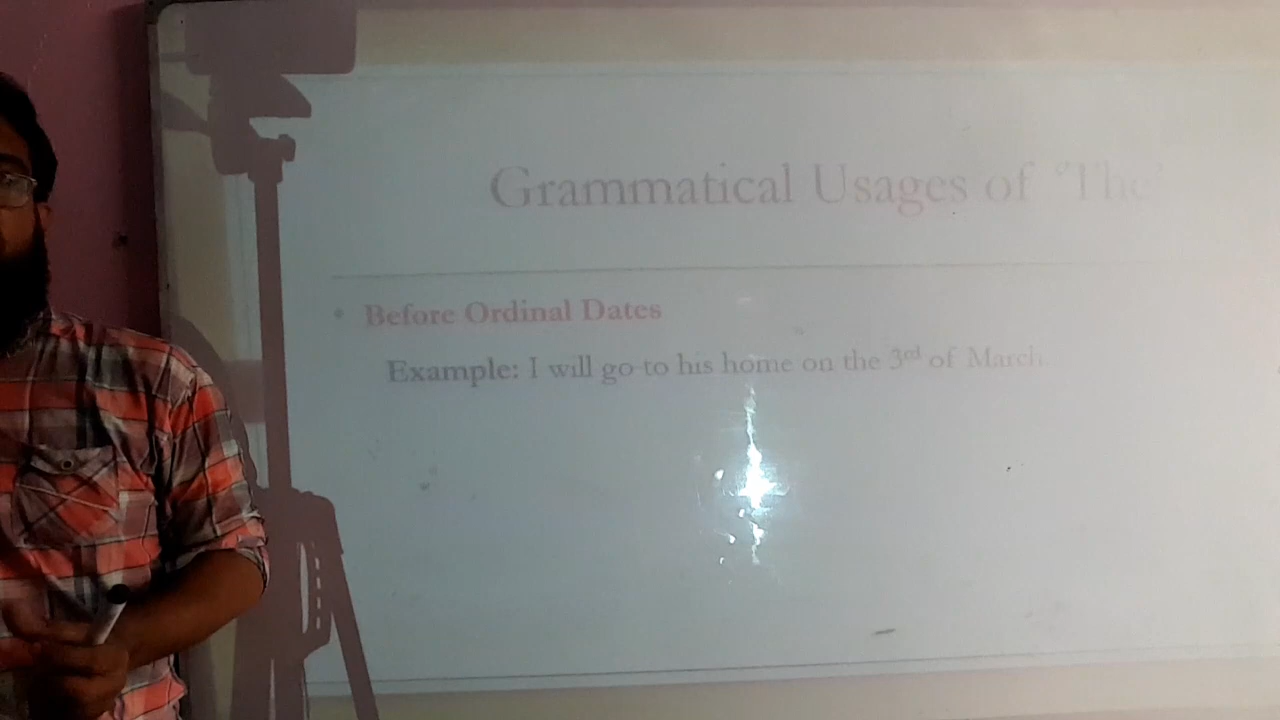 Grammatical Usages of 'The'
• Before Ordinal Dates
Example: I will go to his home on the 3rd of March.